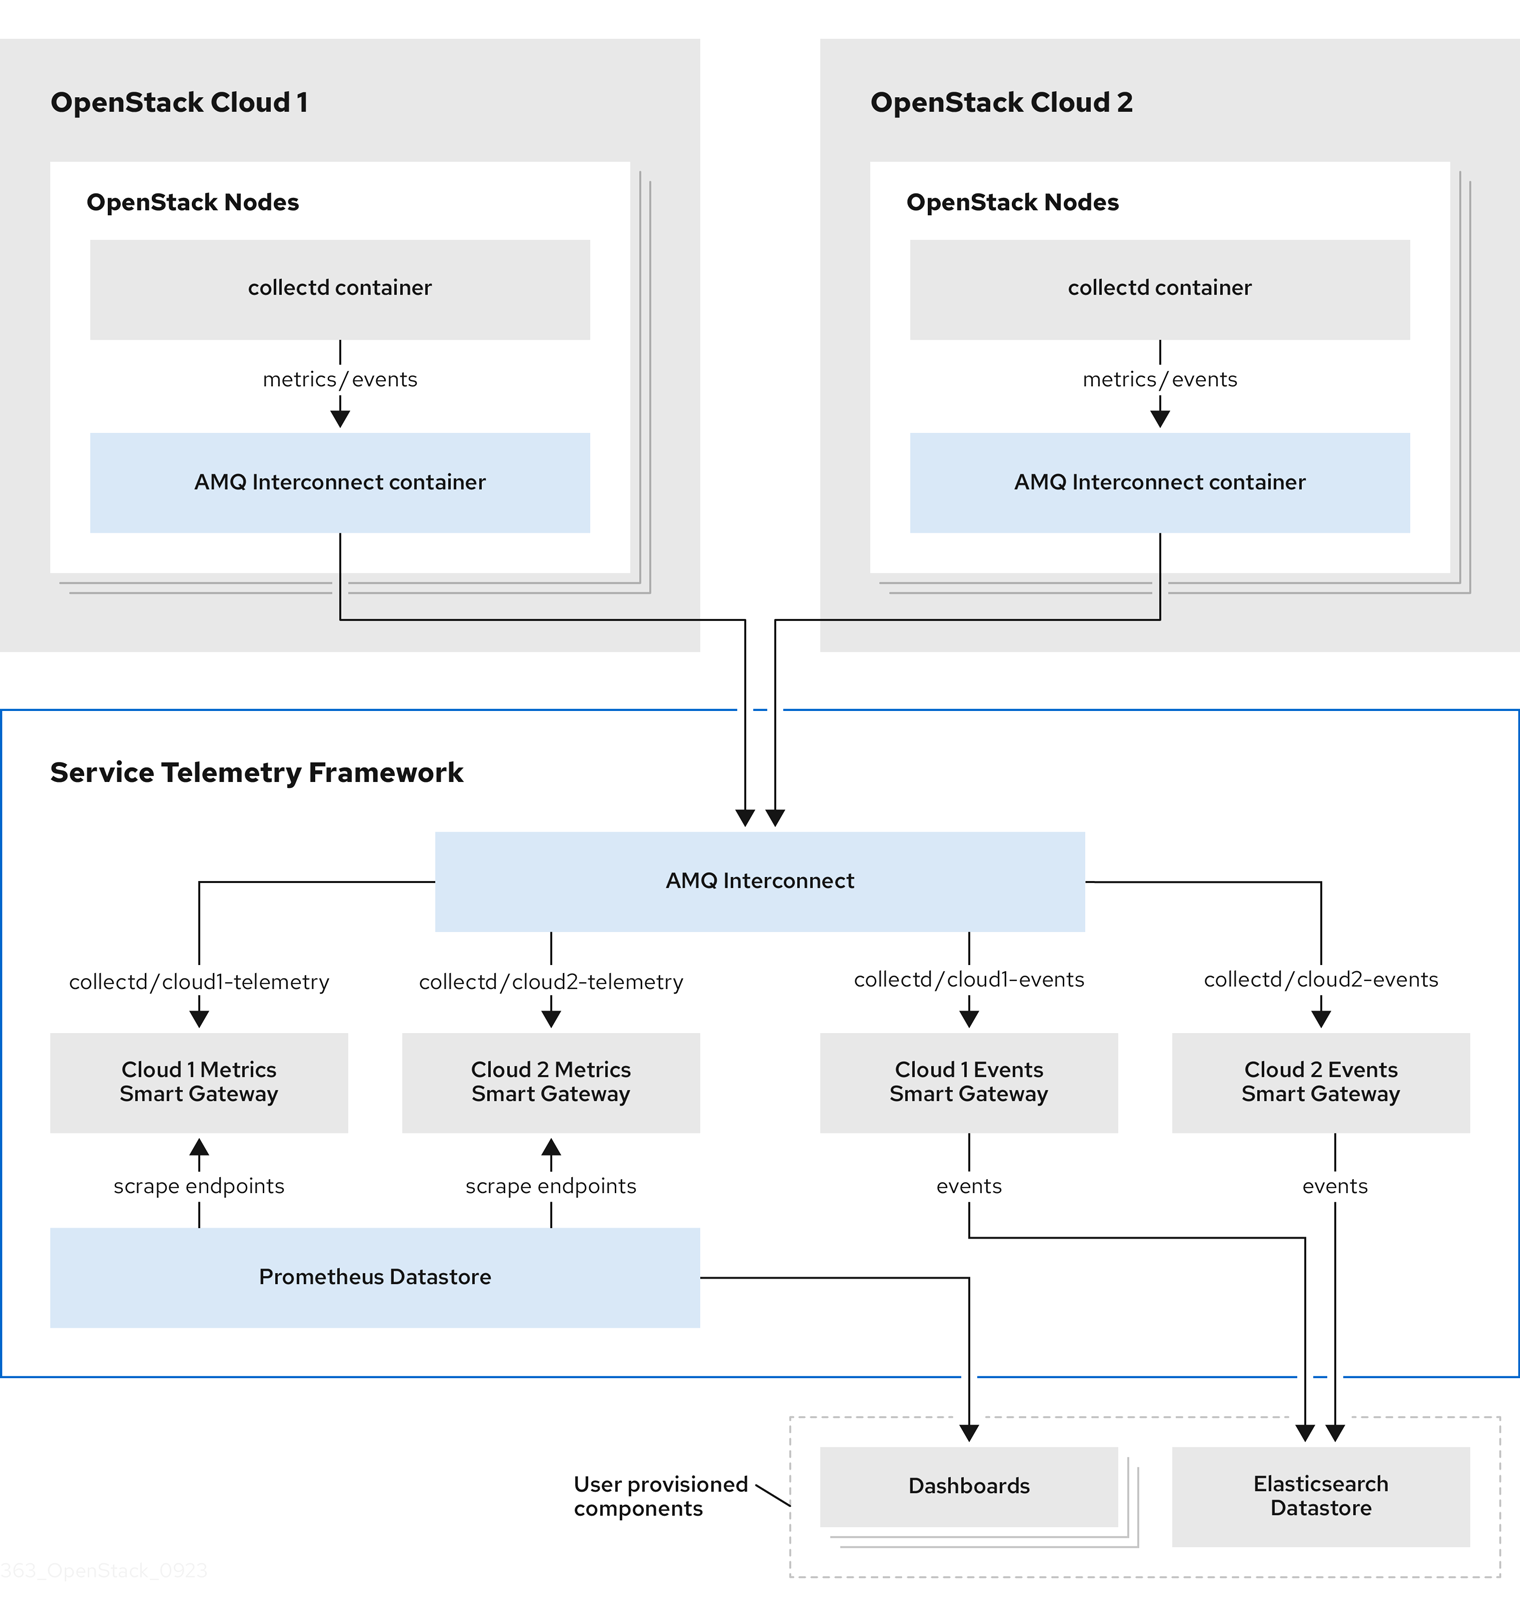 OpenStack Cloud 1
OpenStack Cloud 2
OpenStack Nodes
OpenStack Nodes
collectd container
collectd container
metrics/events
metrics/events
AMQ Interconnect container
AMQ Interconnect container
Service Telemetry Framework
AMQ Interconnect
collectd/cloud1-telemetry
collectd/cloud2-telemetry
collectd/cloud1-events
collectd/cloud2-events
Cloud 1 Metrics
Smart Gateway
Cloud 2 Metrics
Smart Gateway
Cloud 1 Events
Smart Gateway
Cloud 2 Events
Smart Gateway
scrape endpoints
scrape endpoints
events
events
Prometheus Datastore
User provisioned
components
Dashboards
Elasticsearch
Datastore
363_OpenStack_0923